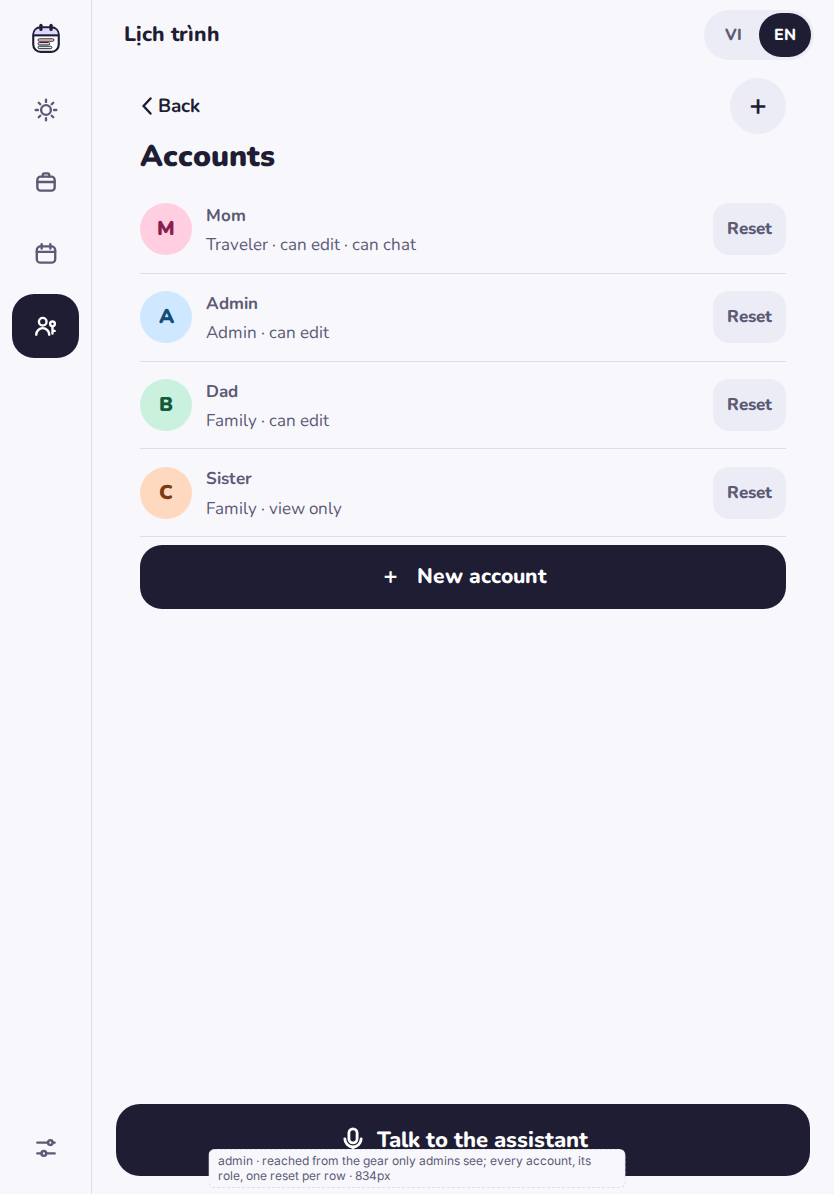 Lịch trình
VI
EN
Back
+
Accounts
M
Mom
Traveler · can edit · can chat
Reset
A
Admin
Admin · can edit
Reset
B
Dad
Family · can edit
Reset
C
Sister
Family · view only
Reset
+ New account
Talk to the assistant
admin · reached from the gear only admins see; every account, its
role, one reset per row · 834px